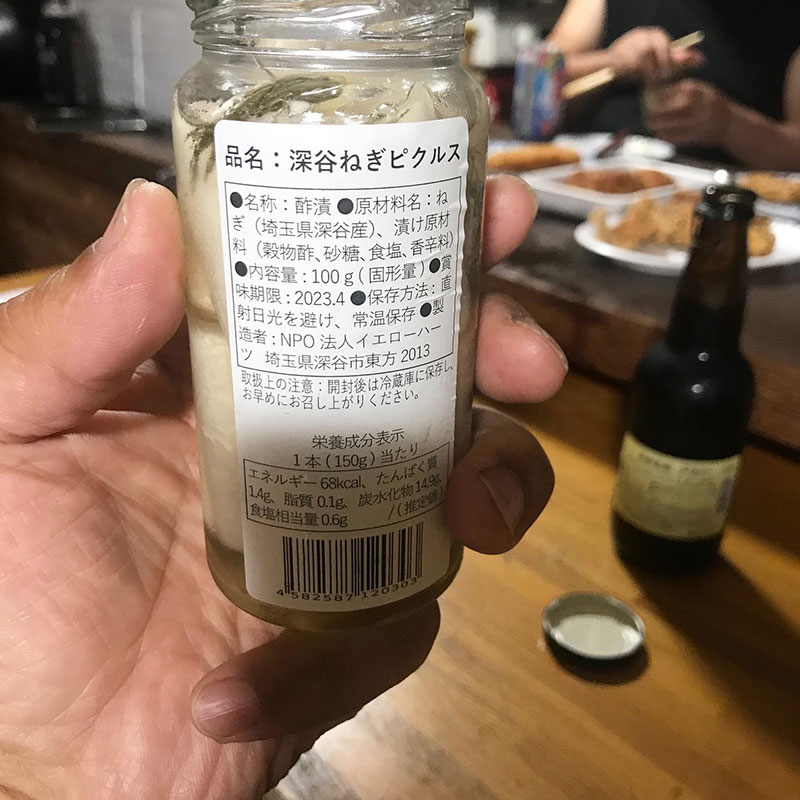 品名：深谷ねぎピクルス
●名称：酢漬 ●原材料名：ね
ぎ（埼玉県深谷産）、漬け原材
料（穀物酢、砂糖、食塩、香辛料）
●内容量：100ｇ(固形量) ●賞
味期限：2023.4 ●保存方法：直
射日光を避け、常温保存 ●製
造者：NPO法人イエローハー
ツ 埼玉県深谷市東方 2013
取扱上の注意：開封後は冷蔵庫に保存し、
お早めにお召し上がりください。
栄養成分表示
1本(150g)当たり
エネルギー 68kcal、たんぱく質
1.4g、脂質 0.1g、炭水化物 14.9g、
食塩相当量 0.6g /(推定値)
4 582587 120303